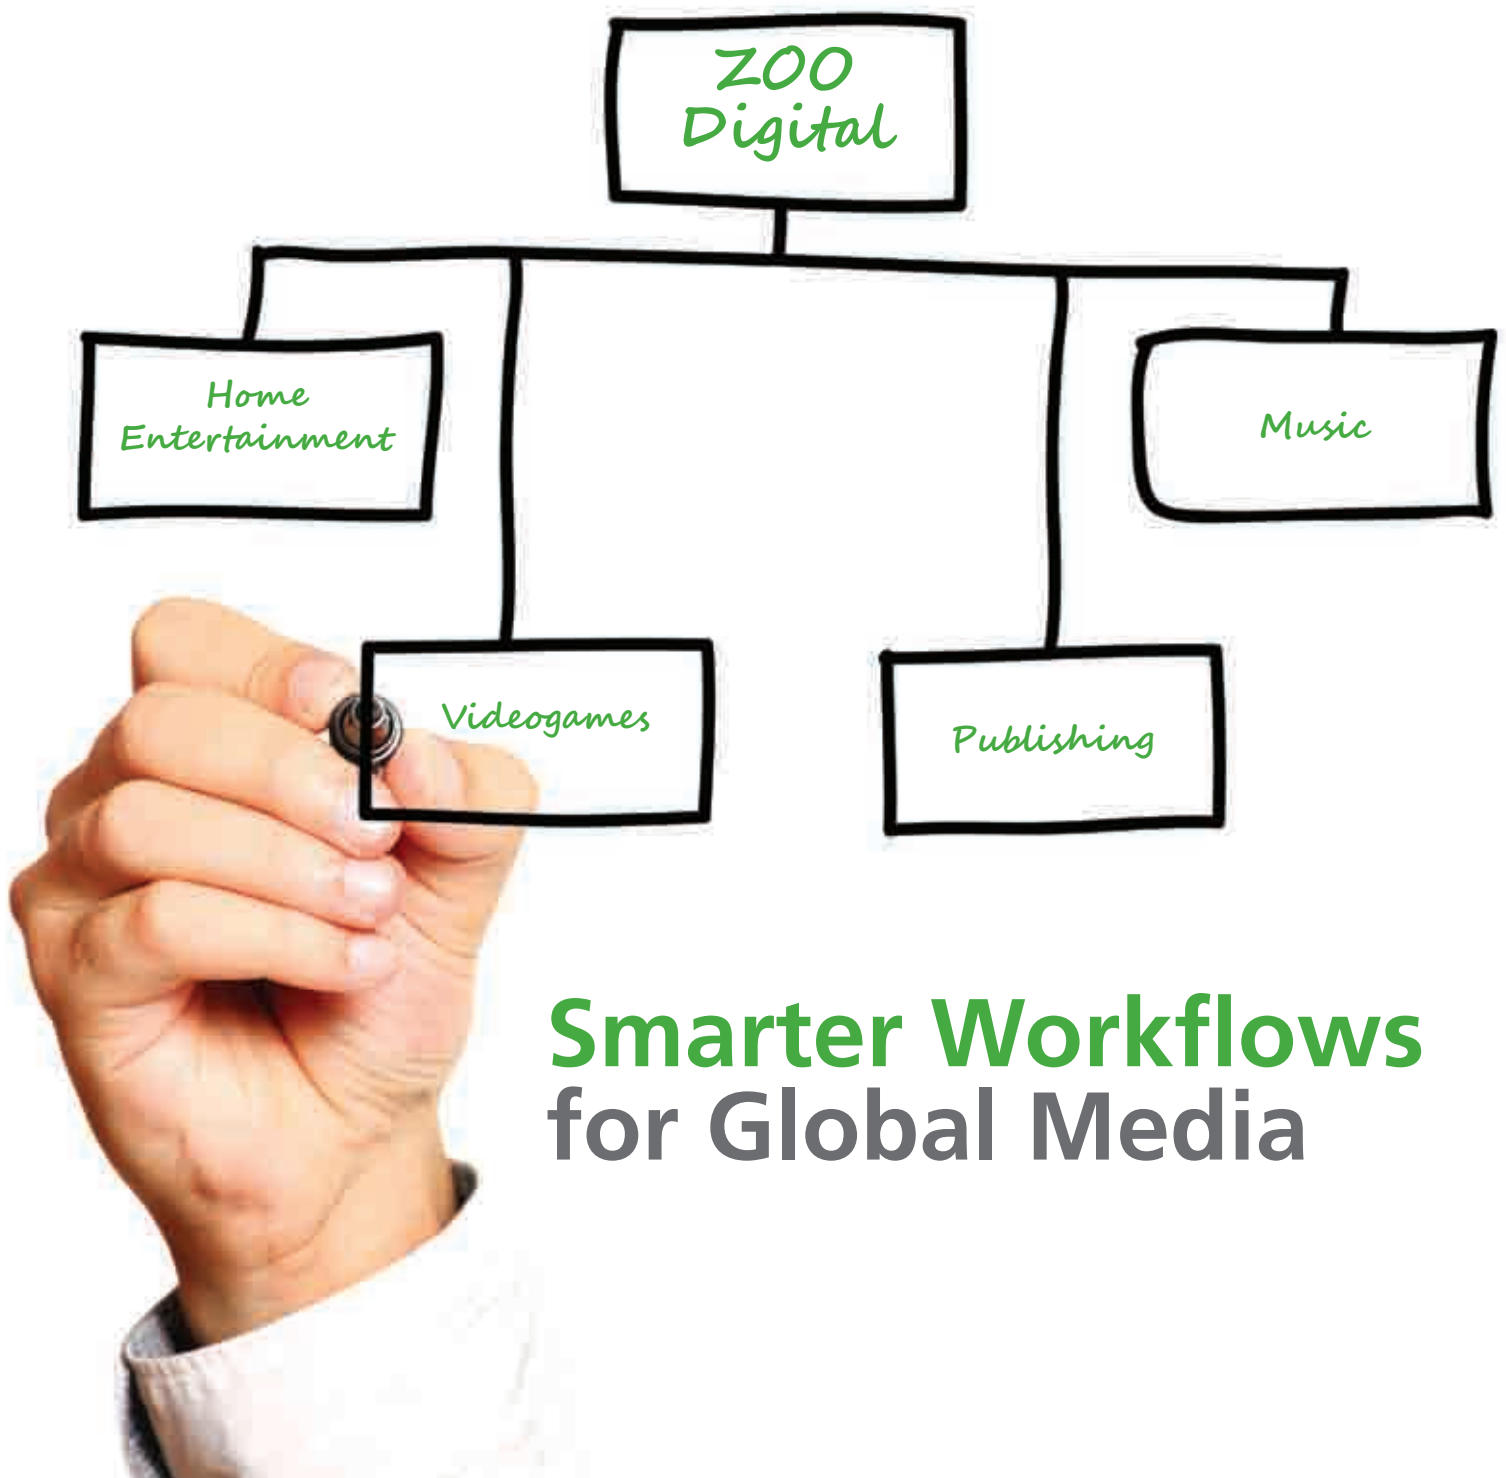 ZOO
Digital
Home
Entertainment
Music
Videogames
Publishing
Smarter Workflows
for Global Media